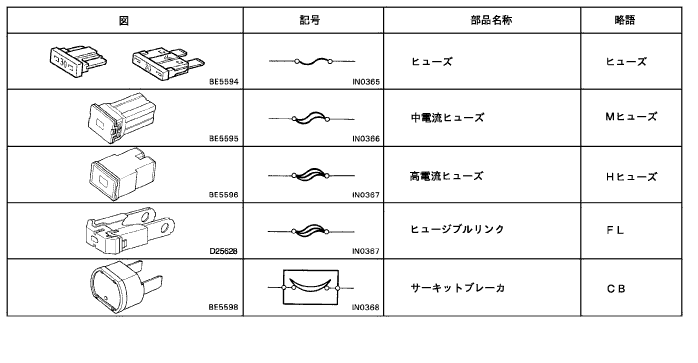 図 記号 部品名称 略語
30
BE5594 IN0365 ヒューズ ヒューズ
BE5595 IN0366 中電流ヒューズ Mヒューズ
BE5596 IN0367 高電流ヒューズ Hヒューズ
D25628 IN0367 ヒュージブルリンク FL
BE5598 IN0368 サーキットブレーカ CB